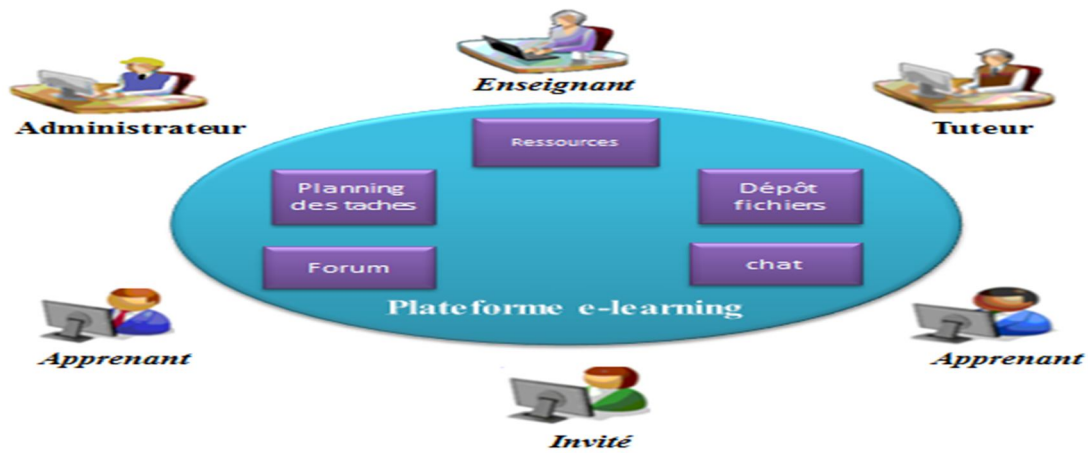 Enseignant
Administrateur
Tuteur
Ressources
Planning
des taches
Dépôt
fichiers
Forum
chat
Plateforme e-learning
Apprenant
Apprenant
Invité